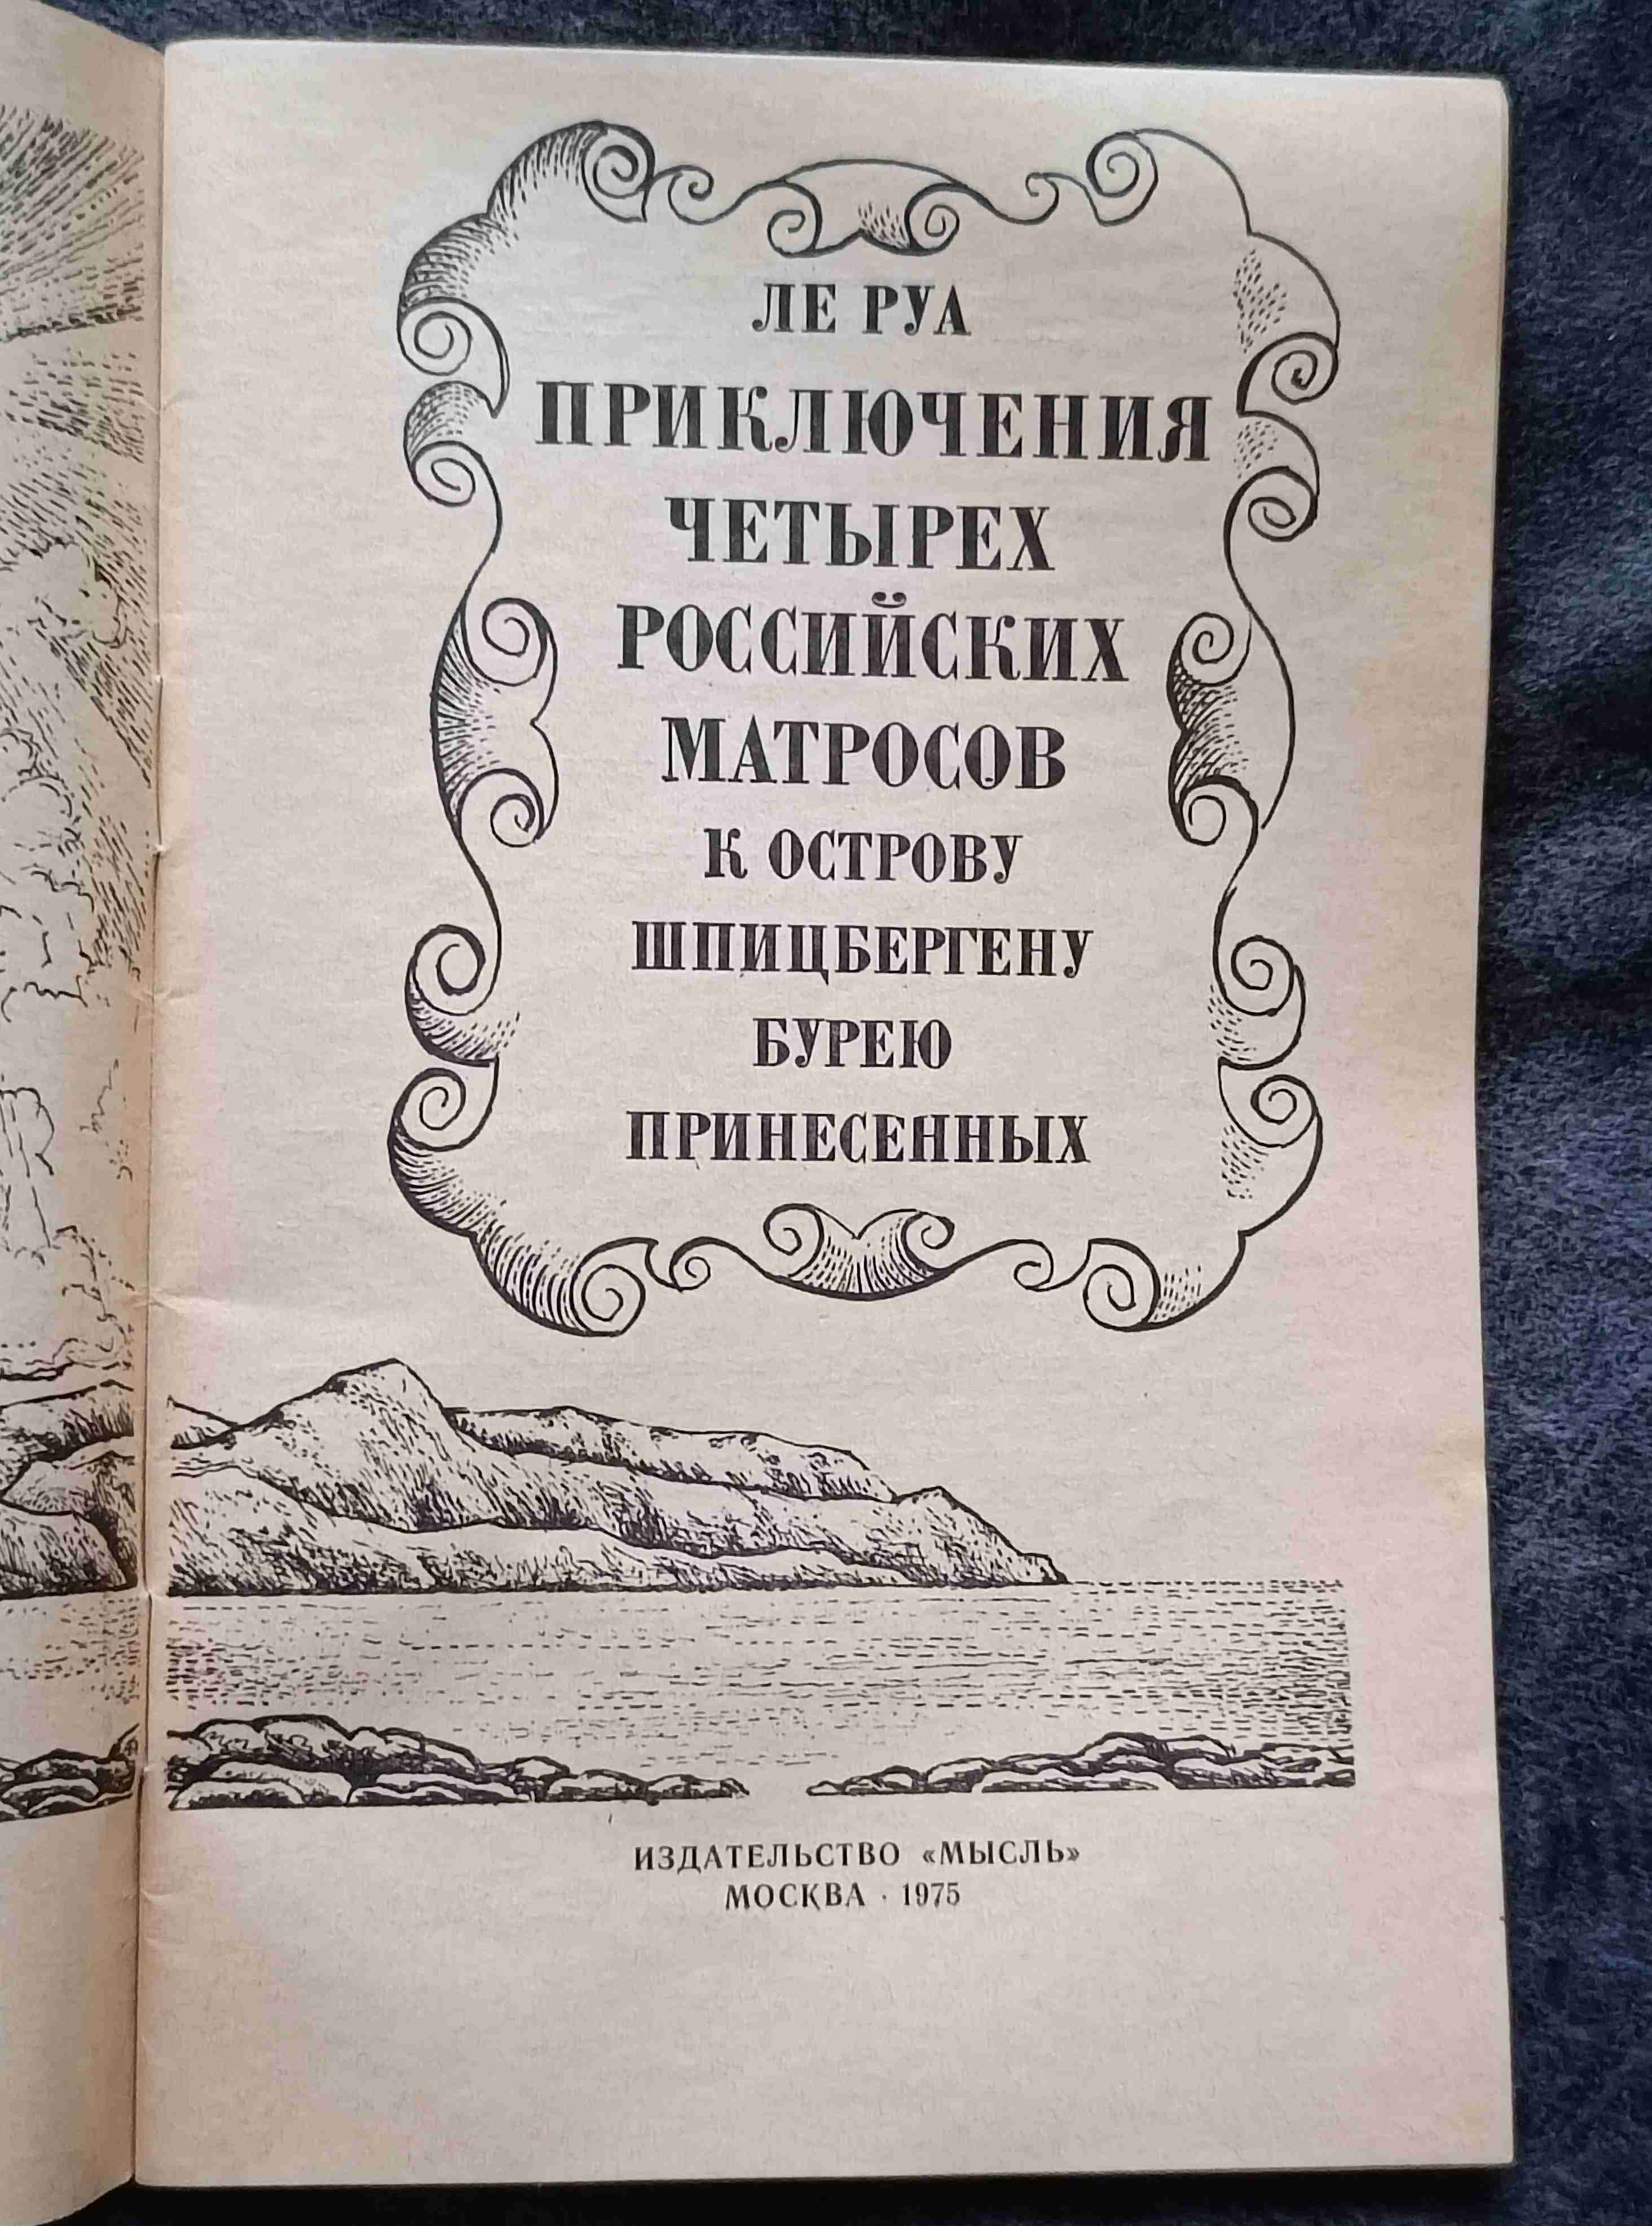 ЛЕ РУА
ПРИКЛЮЧЕНИЯ
ЧЕТЫРЕХ
РОССИЙСКИХ
МАТРОСОВ
К ОСТРОВУ
ШПИЦБЕРГЕНУ
БУРЕЮ
ПРИНЕСЕННЫХ
ИЗДАТЕЛЬСТВО «МЫСЛЬ»
МОСКВА · 1975